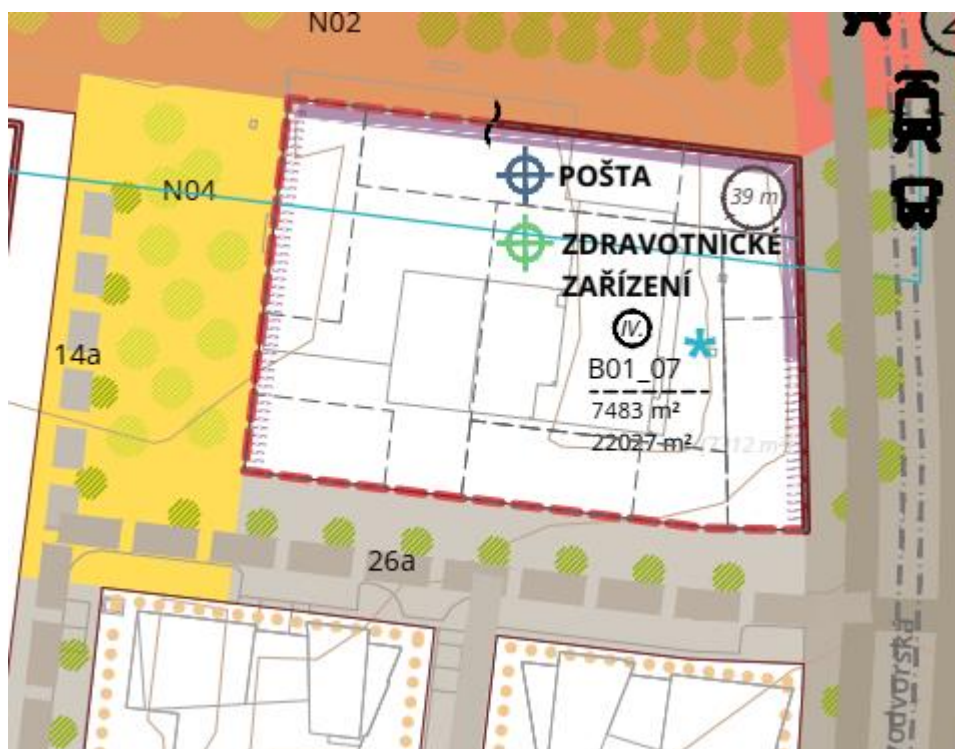 N02
POŠTA
39 m
N04
ZDRAVOTNICKÉ
ZAŘÍZENÍ
IV.
14a
B01_07
7483 m²
22027 m²
26a